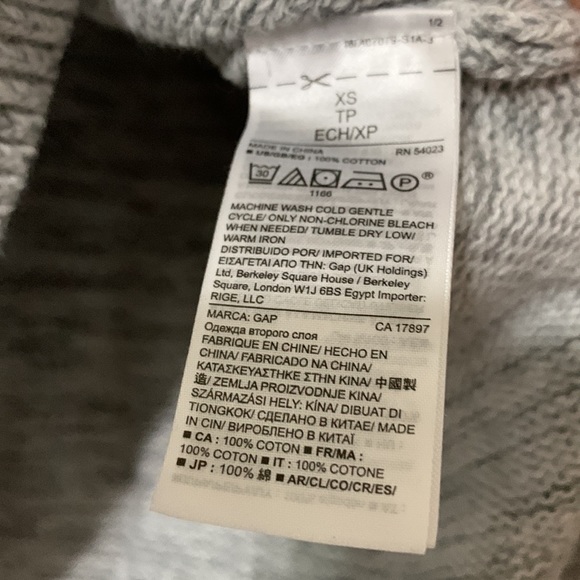 1/2
XS
TP
ECH/XP
MADE IN CHINA RN 54023
■ US/GB/EG : 100% COTTON
30 P ®
1166
MACHINE WASH COLD GENTLE
CYCLE/ ONLY NON-CHLORINE BLEACH
WHEN NEEDED/ TUMBLE DRY LOW/
WARM IRON
DISTRIBUIDO POR/ IMPORTED FOR/
ΕΙΣΑΓΕΤΑΙ ΑΠΟ ΤΗΝ: Gap (UK Holdings)
Ltd, Berkeley Square House / Berkeley
Square, London W1J 6BS Egypt Importer:
RIGE, LLC
MARCA: GAP CA 17897
Одежда второго слоя
FABRIQUE EN CHINE/ HECHO EN
CHINA/ FABRICADO NA CHINA/
ΚΑΤΑΣΚΕΥΑΣΤΗΚΕ ΣΤΗΝ ΚΙΝΑ/ 中國製
造/ ZEMLJA PROIZVODNJE KINA/
SZÁRMAZÁSI HELY: KÍNA/ DIBUAT DI
TIONGKOK/ СДЕЛАНО В КИТАЕ/ MADE
IN CIN/ ВИРОБЛЕНО В КИТАЇ
■ CA : 100% COTON ■ FR/MA :
100% COTON ■ IT : 100% COTONE
■ JP : 100% 綿 ■ AR/CL/CO/CR/ES/